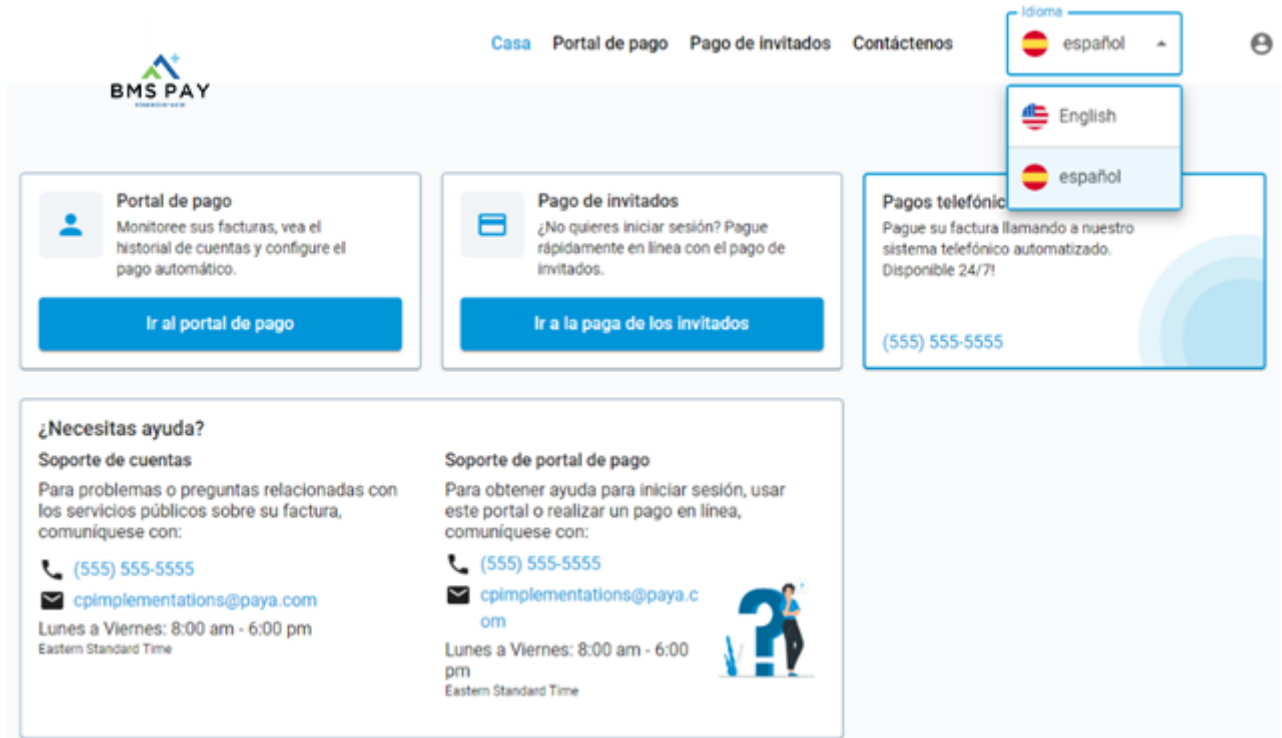 Idioma
Casa Portal de pago Pago de invitados Contáctenos español
BMS PAY
English
español
Portal de pago
Monitoree sus facturas, vea el
historial de cuentas y configure el
pago automático.
Ir al portal de pago
Pago de invitados
¿No quieres iniciar sesión? Pague
rápidamente en línea con el pago de
invitados.
Ir a la paga de los invitados
Pagos telefónic
Pague su factura llamando a nuestro
sistema telefónico automatizado.
Disponible 24/7!
(555) 555-5555
¿Necesitas ayuda?
Soporte de cuentas
Para problemas o preguntas relacionadas con
los servicios públicos sobre su factura,
comuníquese con:
(555) 555-5555
cpimplementations@paya.com
Lunes a Viernes: 8:00 am - 6:00 pm
Eastern Standard Time
Soporte de portal de pago
Para obtener ayuda para iniciar sesión, usar
este portal o realizar un pago en línea,
comuníquese con:
(555) 555-5555
cpimplementations@paya.c
om
Lunes a Viernes: 8:00 am - 6:00
pm
Eastern Standard Time